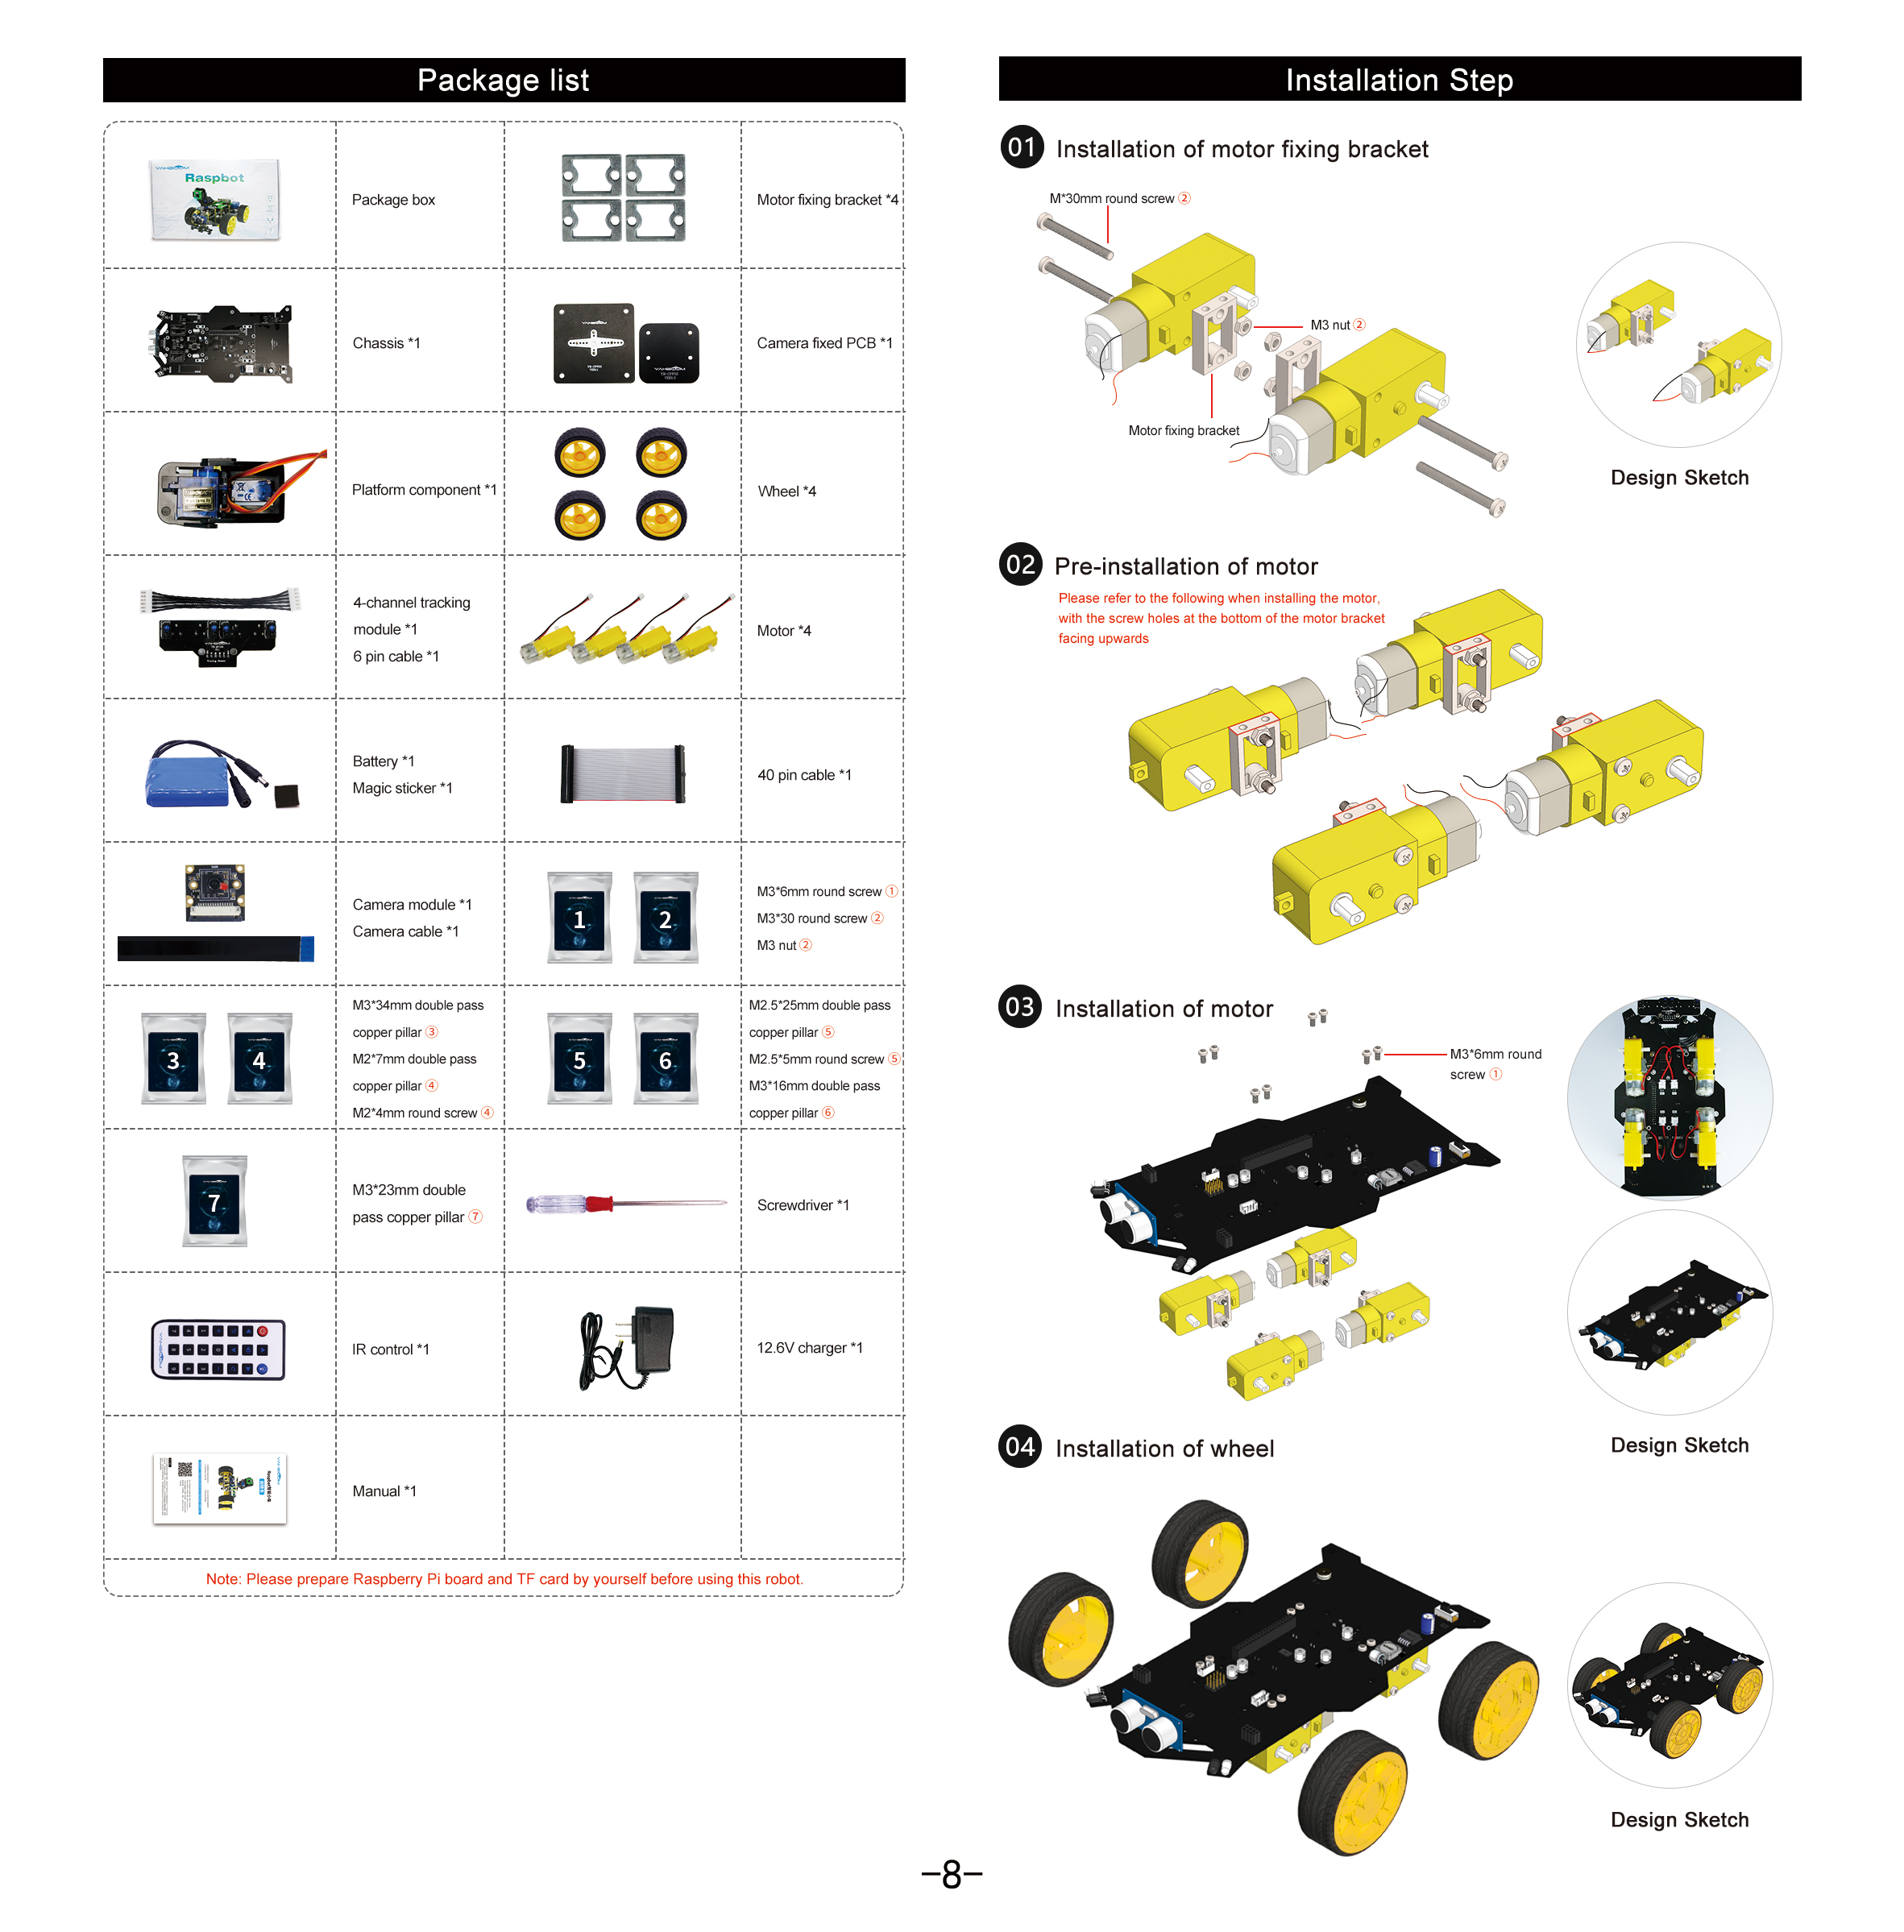 Package list
YAHBOOM
Raspbot
Package box
Motor fixing bracket *4
Chassis *1
YAHBOOM
Camera fixed PCB *1
Platform component *1
Wheel *4
4-channel tracking
module *1
6 pin cable *1
Motor *4
Battery *1
Magic sticker *1
40 pin cable *1
Camera module *1
Camera cable *1
1
2
M3*6mm round screw ①
M3*30 round screw ②
M3 nut ②
3
4
M3*34mm double pass
copper pillar ③
M2*7mm double pass
copper pillar ④
M2*4mm round screw ④
5
6
M2.5*25mm double pass
copper pillar ⑤
M2.5*5mm round screw ⑤
M3*16mm double pass
copper pillar ⑥
7
M3*23mm double
pass copper pillar ⑦
Screwdriver *1
IR control *1
12.6V charger *1
Manual *1
Note: Please prepare Raspberry Pi board and TF card by yourself before using this robot.
Installation Step
01 Installation of motor fixing bracket
M*30mm round screw ②
M3 nut ②
Motor fixing bracket
Design Sketch
02 Pre-installation of motor
Please refer to the following when installing the motor,
with the screw holes at the bottom of the motor bracket
facing upwards
03 Installation of motor
M3*6mm round
screw ①
Design Sketch
04 Installation of wheel
Design Sketch
–8–